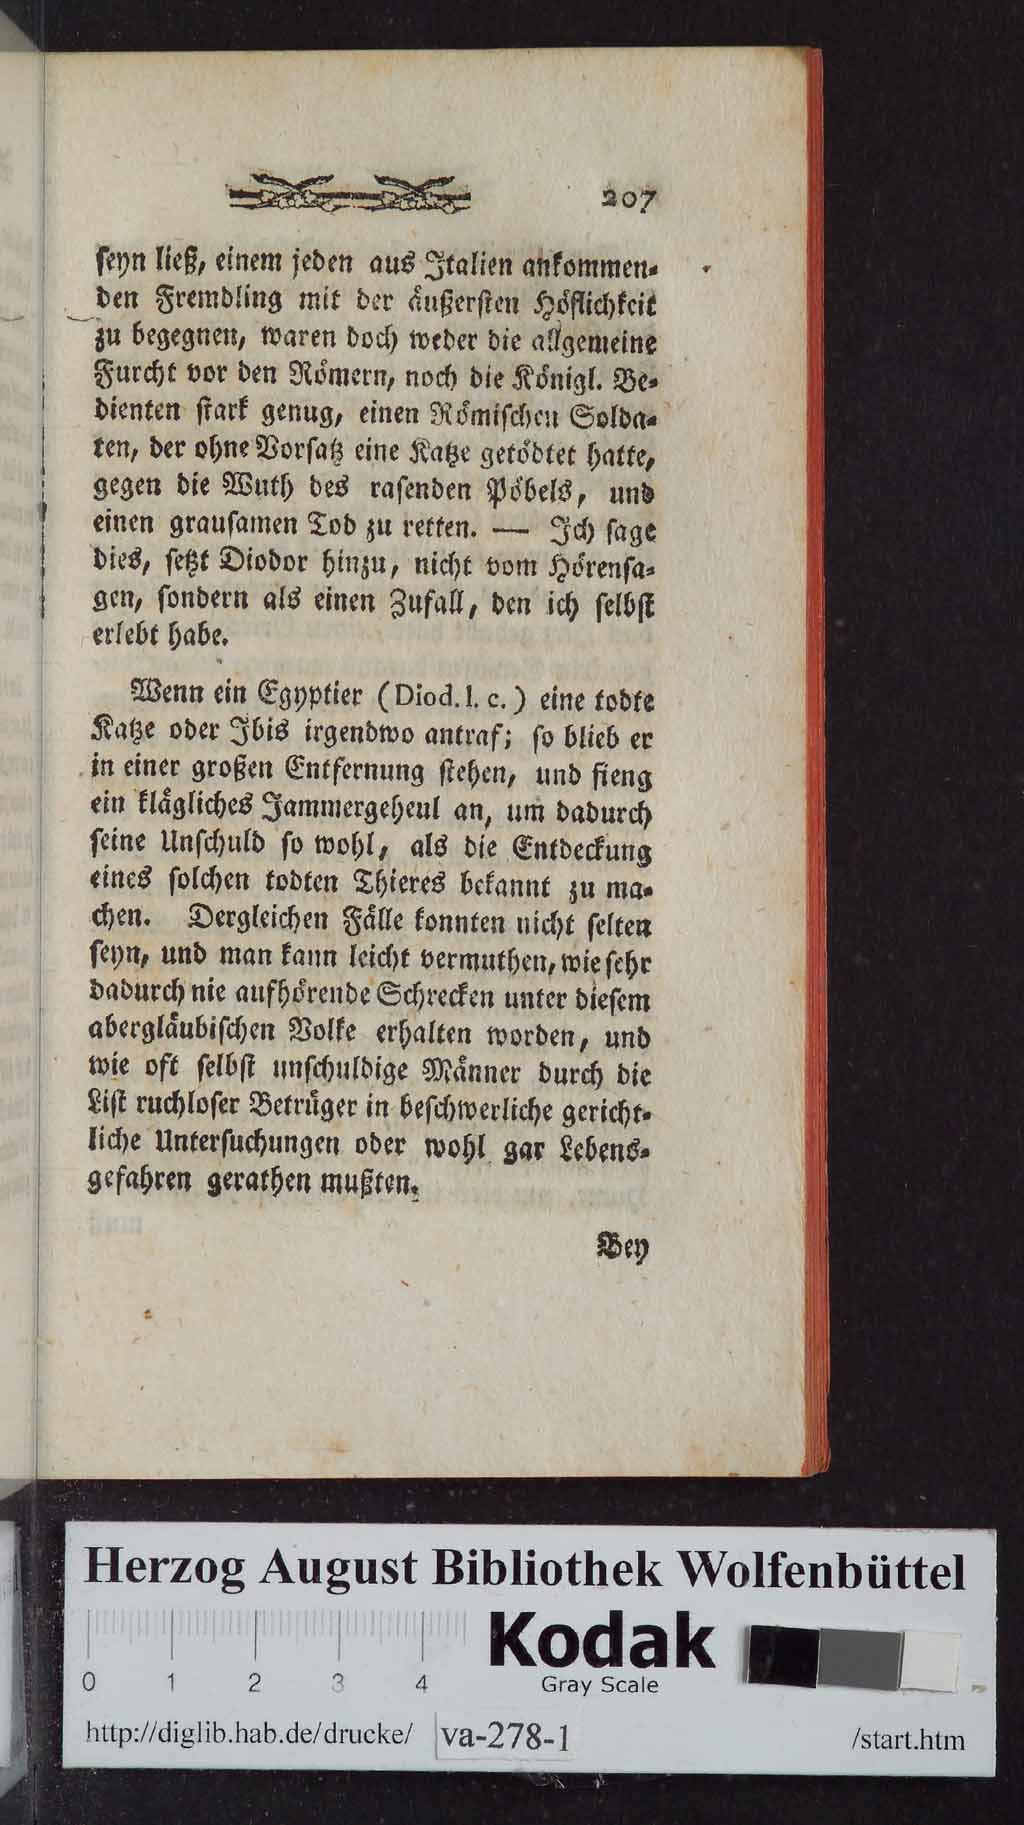 207
seyn ließ, einem jeden aus Italien ankommen-
den Fremdling mit der äußersten Höflichkeit
zu begegnen, waren doch weder die allgemeine
Furcht vor den Römern, noch die Königl. Be-
dienten stark genug, einen Römischen Solda-
ten, der ohne Vorsatz eine Katze getödtet hatte,
gegen die Wuth des rasenden Pöbels, und
einen grausamen Tod zu retten. — Ich sage
dies, setzt Diodor hinzu, nicht vom Hörensa-
gen, sondern als einen Zufall, den ich selbst
erlebt habe.
Wenn ein Egyptier (Diod. l. c.) eine todte
Katze oder Ibis irgendwo antraf; so blieb er
in einer großen Entfernung stehen, und fieng
ein klägliches Jammergeheul an, um dadurch
seine Unschuld so wohl, als die Entdeckung
eines solchen todten Thieres bekannt zu ma-
chen. Dergleichen Fälle konnten nicht selten
seyn, und man kann leicht vermuthen, wie sehr
dadurch nie aufhörende Schrecken unter diesem
abergläubischen Volke erhalten worden, und
wie oft selbst unschuldige Männer durch die
List ruchloser Betrüger in beschwerliche gericht-
liche Untersuchungen oder wohl gar Lebens-
gefahren gerathen mußten.
Bey
Herzog August Bibliothek Wolfenbüttel
Kodak
0 1 2 3 4 Gray Scale
http://diglib.hab.de/drucke/ va-278-1 /start.htm